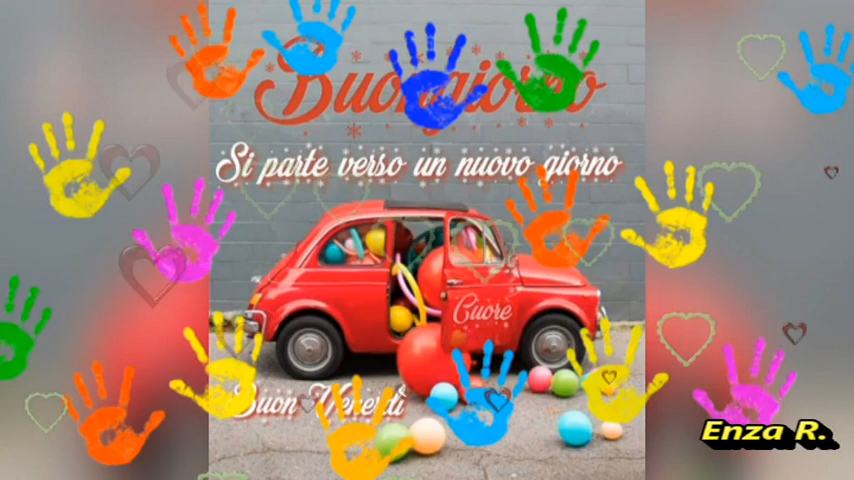 Buongiorno
Si parte verso un nuovo giorno
Cuore
Buon Venerdì
Enza R.